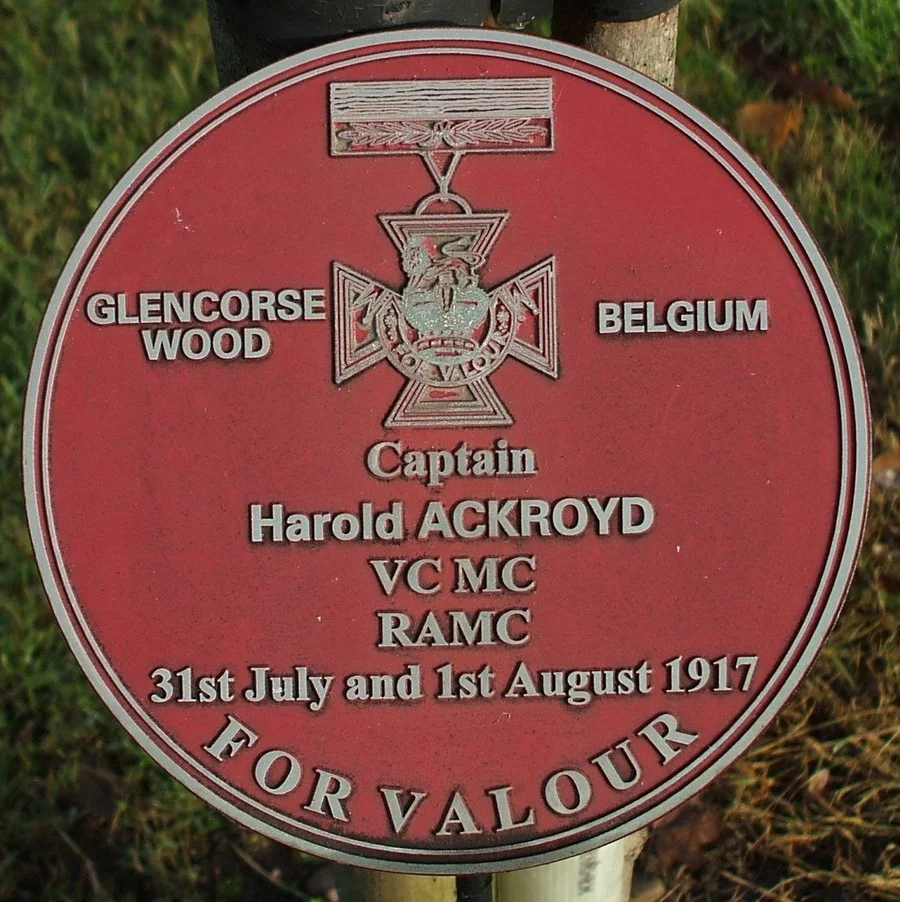 FOR VALOUR
GLENCORSE
WOOD
BELGIUM
Captain
Harold ACKROYD
VC MC
RAMC
31st July and 1st August 1917
FOR VALOUR